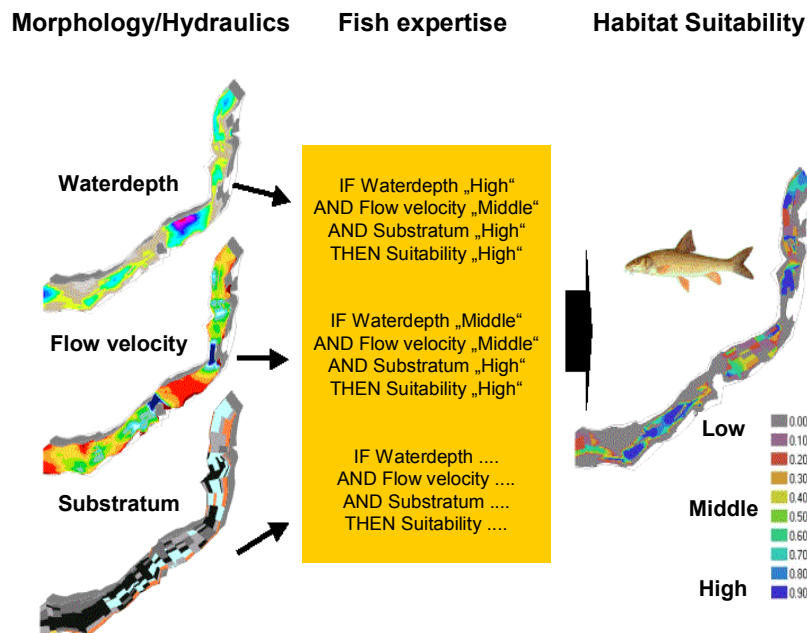 Morphology/Hydraulics
Fish expertise
Habitat Suitability
Waterdepth
Flow velocity
Substratum
IF Waterdepth „High“
AND Flow velocity „Middle“
AND Substratum „High“
THEN Suitability „High“
IF Waterdepth „Middle“
AND Flow velocity „Middle“
AND Substratum „High“
THEN Suitability „High“
IF Waterdepth ....
AND Flow velocity ....
AND Substratum ....
THEN Suitability ....
Low
Middle
High
0.00
0.10
0.20
0.30
0.40
0.50
0.60
0.70
0.80
0.90